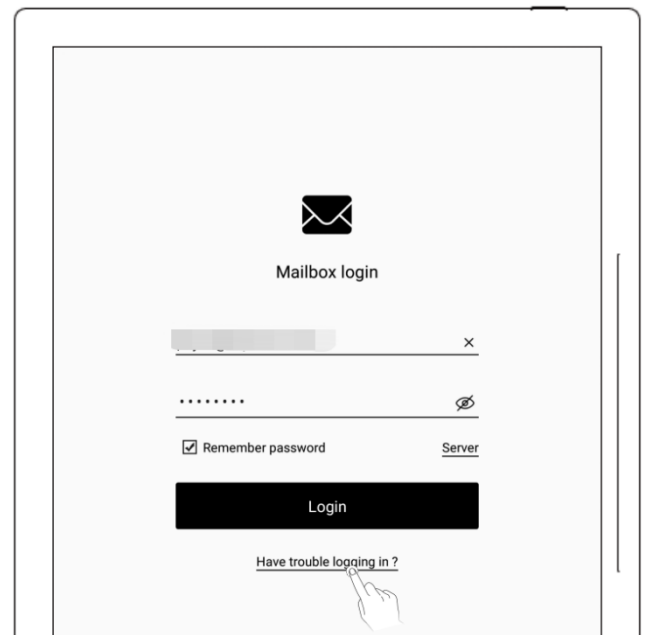 Mailbox login
Remember password
Server
Login
Have trouble logging in ?